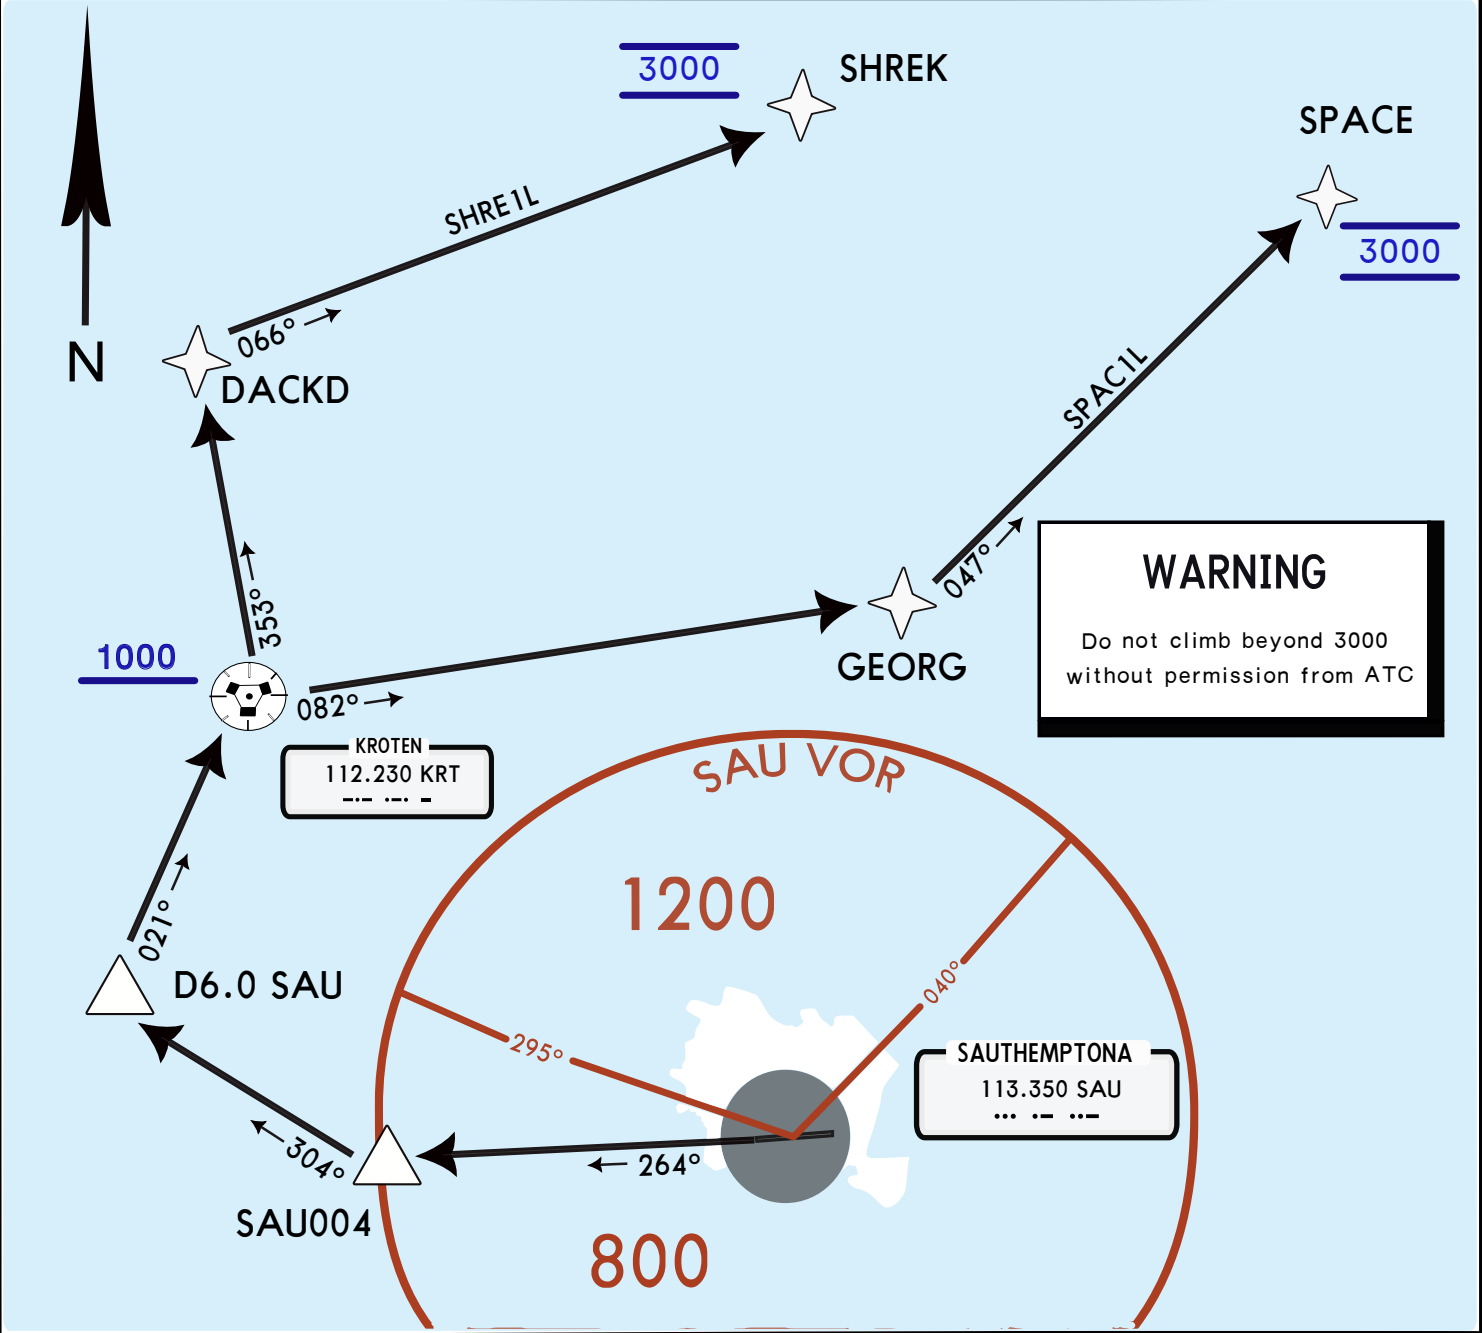 3000
SHREK
SPACE
3000
SHRE1L
066°
N
DACKD
SPAC1L
047°
353°
WARNING
Do not climb beyond 3000
without permission from ATC
1000
082°
GEORG
KROTEN
112.230 KRT
SAU VOR
1200
021°
D6.0 SAU
040°
295°
SAUTHEMPTONA
113.350 SAU
304°
264°
SAU004
800